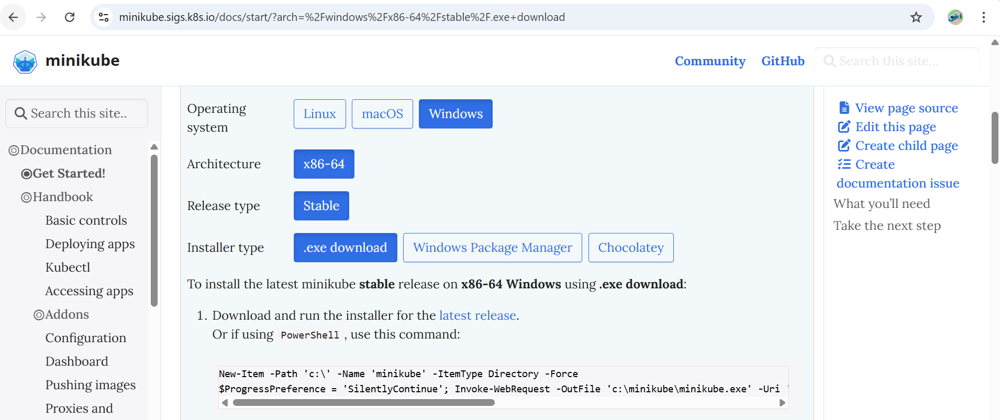 minikube.sigs.k8s.io/docs/start/?arch=%2Fwindows%2Fx86-64%2Fstable%2F.exe+download
minikube
Community
GitHub
Search this site...
Search this site..
Documentation
Get Started!
Handbook
Basic controls
Deploying apps
Kubectl
Accessing apps
Addons
Configuration
Dashboard
Pushing images
Proxies and
Operating
system
Linux
macOS
Windows
Architecture
x86-64
Release type
Stable
Installer type
.exe download
Windows Package Manager
Chocolatey
To install the latest minikube stable release on x86-64 Windows using .exe download:
1. Download and run the installer for the latest release.
Or if using PowerShell , use this command:
New-Item -Path 'c:\' -Name 'minikube' -ItemType Directory -Force
$ProgressPreference = 'SilentlyContinue'; Invoke-WebRequest -OutFile 'c:\minikube\minikube.exe' -Uri '
View page source
Edit this page
Create child page
Create
documentation issue
What you’ll need
Take the next step